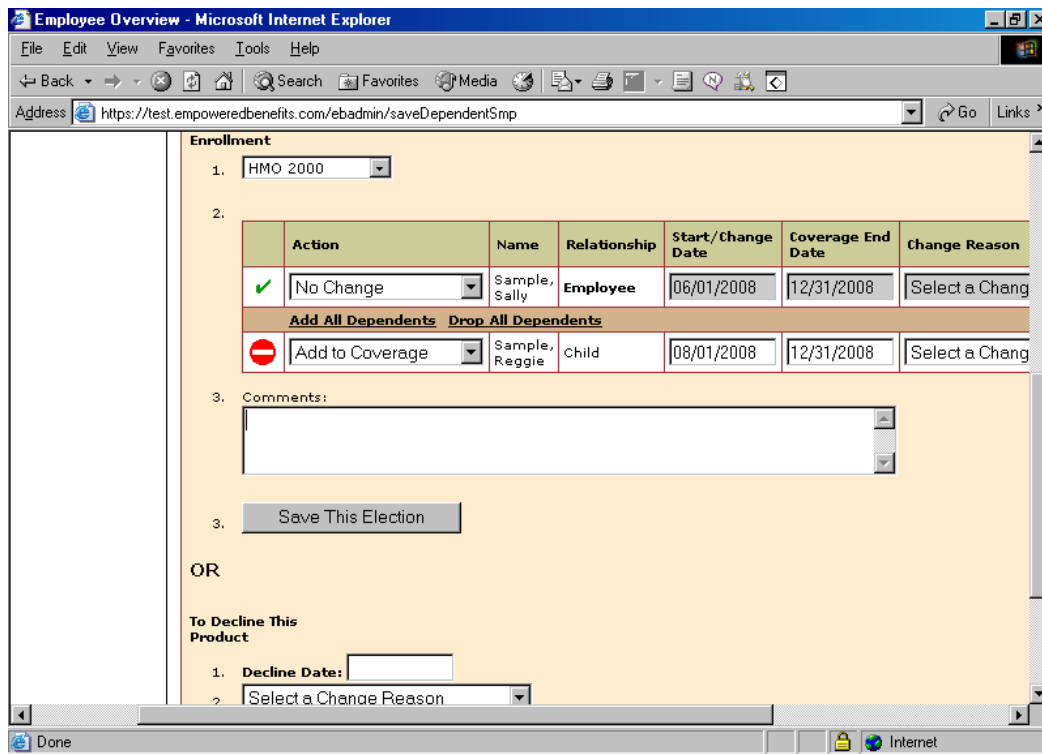 Employee Overview - Microsoft Internet Explorer
File Edit View Favorites Tools Help
Back Search Favorites Media
Address https://test.empoweredbenefits.com/ebadmin/saveDependentSmp Go Links
Enrollment
1. HMO 2000
2.
Action Name Relationship Start/Change Date Coverage End Date Change Reason
No Change Sample, Sally Employee 06/01/2008 12/31/2008 Select a Chang
Add All Dependents Drop All Dependents
Add to Coverage Sample, Reggie Child 08/01/2008 12/31/2008 Select a Chang
3. Comments:
3. Save This Election
OR
To Decline This
Product
1. Decline Date:
2. Select a Change Reason
Done Internet